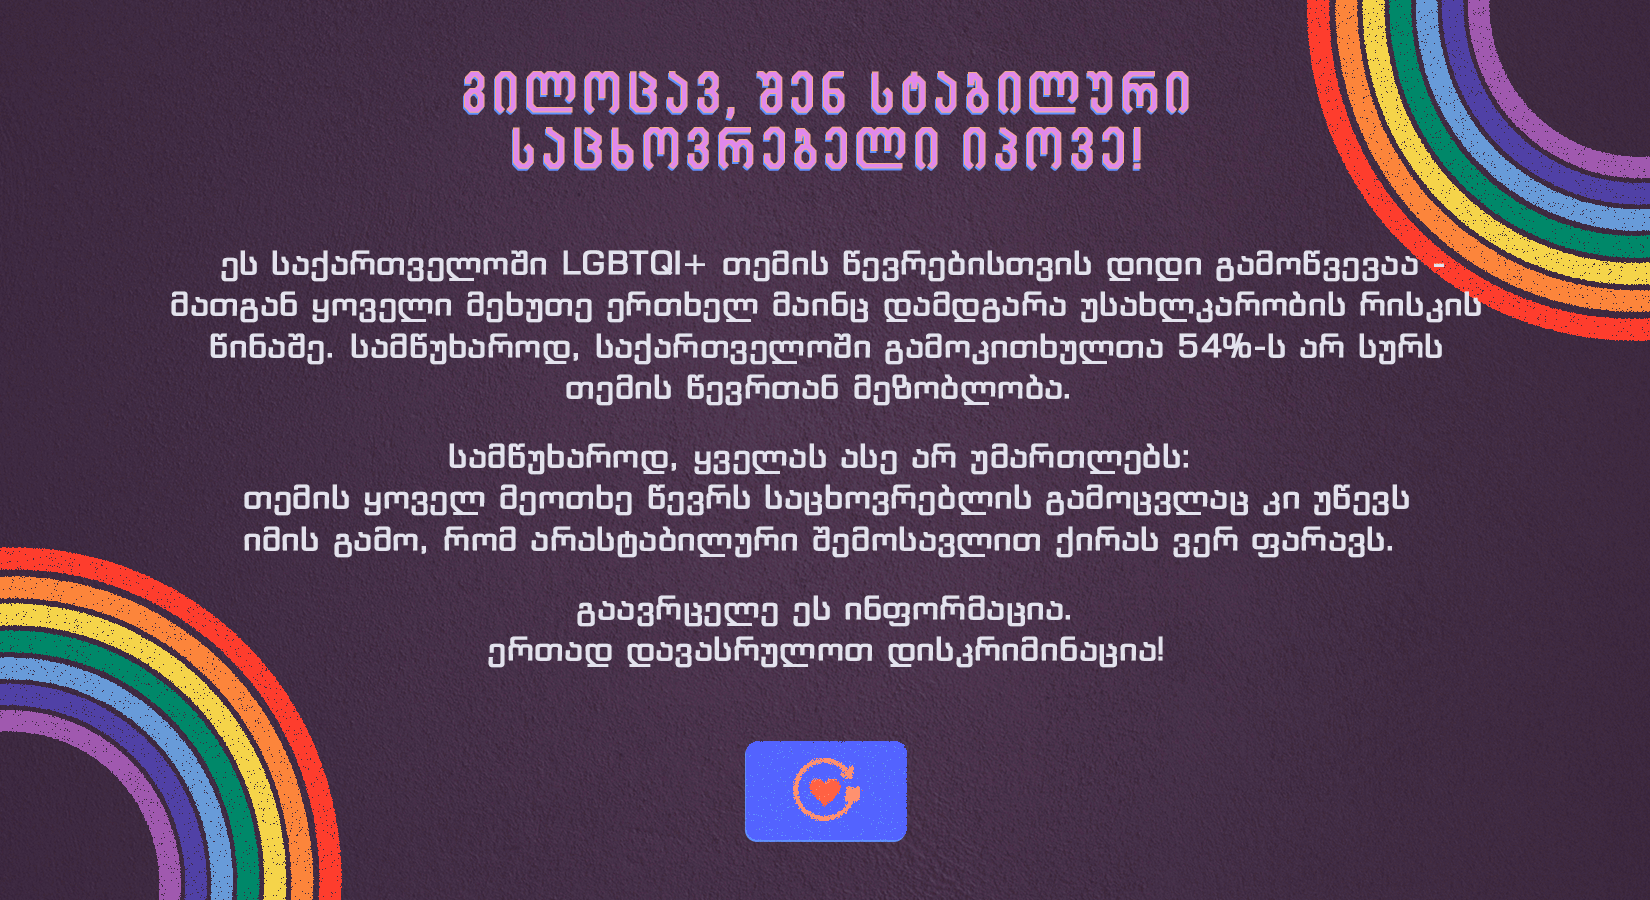 გილოცავ, შენ სტაბილური
საცხოვრებელი იპოვე!
ეს საქართველოში LGBTQI+ თემის წევრებისთვის დიდი გამოწვევაა -
მათგან ყოველი მეხუთე ერთხელ მაინც დამდგარა უსახლკარობის რისკის
წინაშე. სამწუხაროდ, საქართველოში გამოკითხულთა 54%-ს არ სურს
თემის წევრთან მეზობლობა.
სამწუხაროდ, ყველას ასე არ უმართლებს:
თემის ყოველ მეოთხე წევრს საცხოვრებლის გამოცვლაც კი უწევს
იმის გამო, რომ არასტაბილური შემოსავლით ქირას ვერ ფარავს.
გაავრცელე ეს ინფორმაცია.
ერთად დავასრულოთ დისკრიმინაცია!